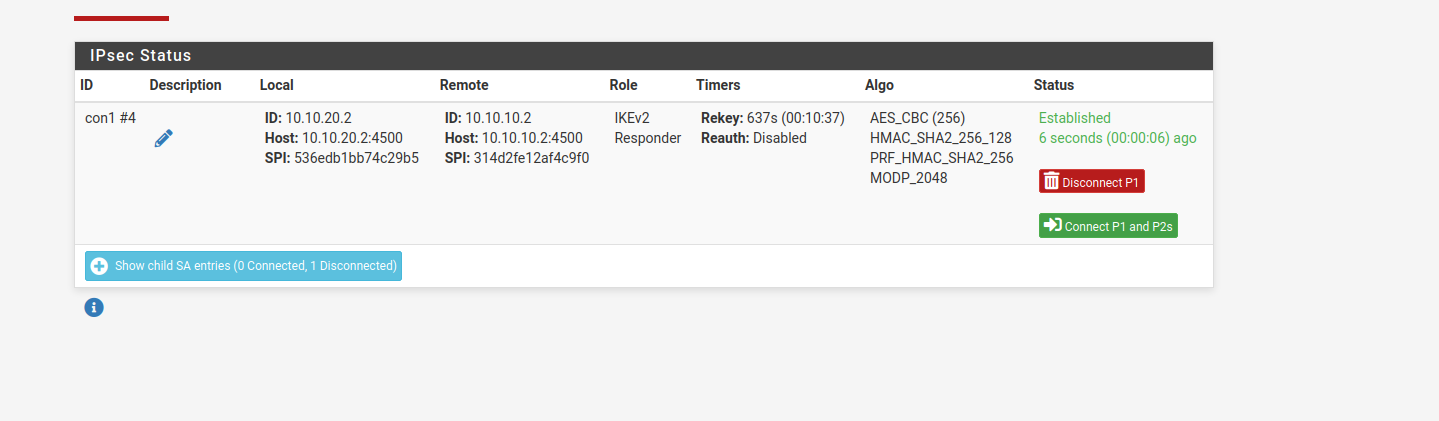 IPsec Status
ID Description Local Remote Role Timers Algo Status
con1 #4 ID: 10.10.20.2 ID: 10.10.10.2 IKEv2 Rekey: 637s (00:10:37) AES_CBC (256) Established
Host: 10.10.20.2:4500 Host: 10.10.10.2:4500 Responder Reauth: Disabled HMAC_SHA2_256_128 6 seconds (00:00:06) ago
SPI: 536edb1bb74c29b5 SPI: 314d2fe12af4c9f0 PRF_HMAC_SHA2_256
MODP_2048
Disconnect P1
Connect P1 and P2s
Show child SA entries (0 Connected, 1 Disconnected)